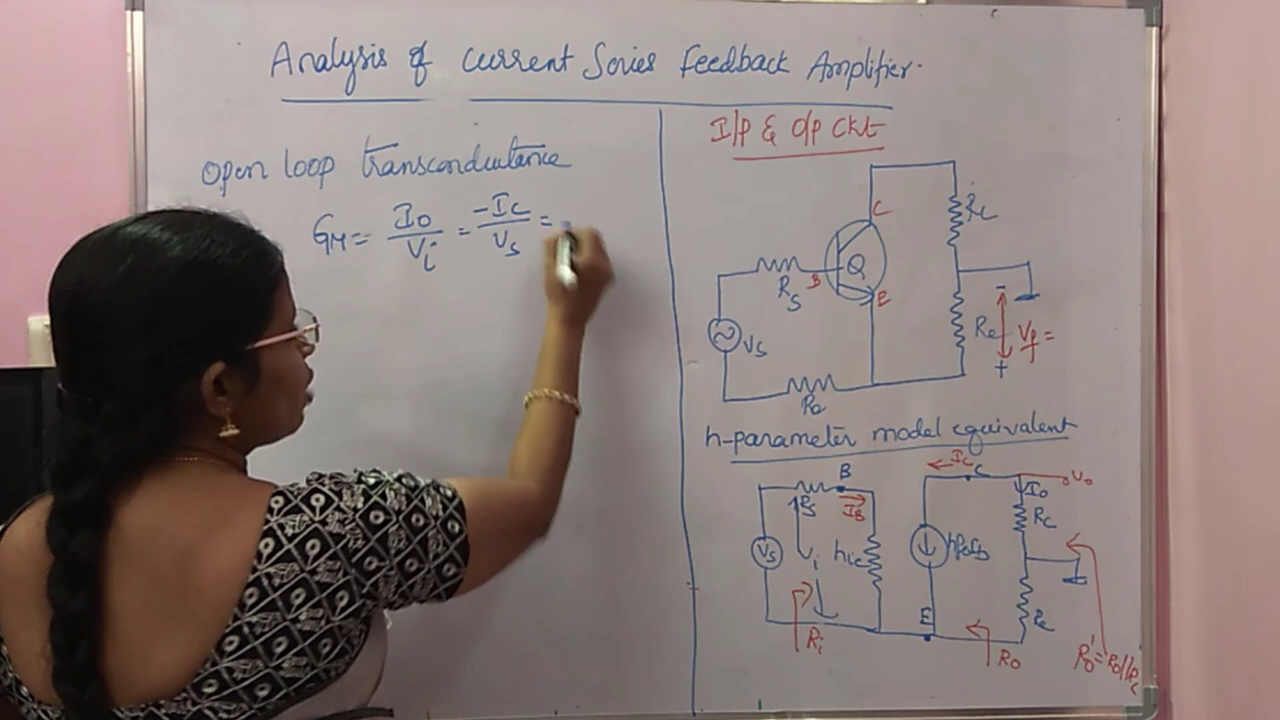 Analysis of Current Series Feedback Amplifier.
Open loop transconductance
GM = Io/Vi = -Ic/Vs =
I/p & O/p Ckt
C
Rc
B
Q
Rs
E
Vs
Re
-
Vf =
+
Re
h-parameter model equivalent
Ic
C
Vo
B
Rs
IB
Io
Rc
Vs
Vi
hie
E
Re
Ri
Ro
Ro' = Ro//Rc